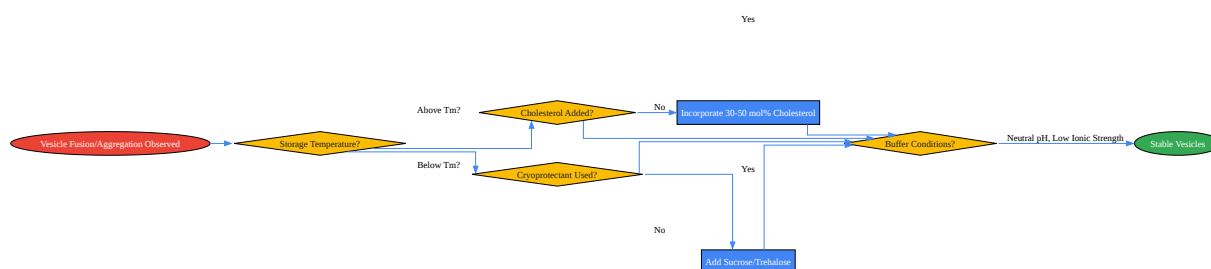 Yes
Above Tm?
Cholesterol Added?
No
Incorporate 30-50 mol% Cholesterol
Vesicle Fusion/Aggregation Observed
Storage Temperature?
Buffer Conditions?
Neutral pH, Low Ionic Strength
Stable Vesicles
Below Tm?
Cryoprotectant Used?
Yes
No
Add Sucrose/Trehalose